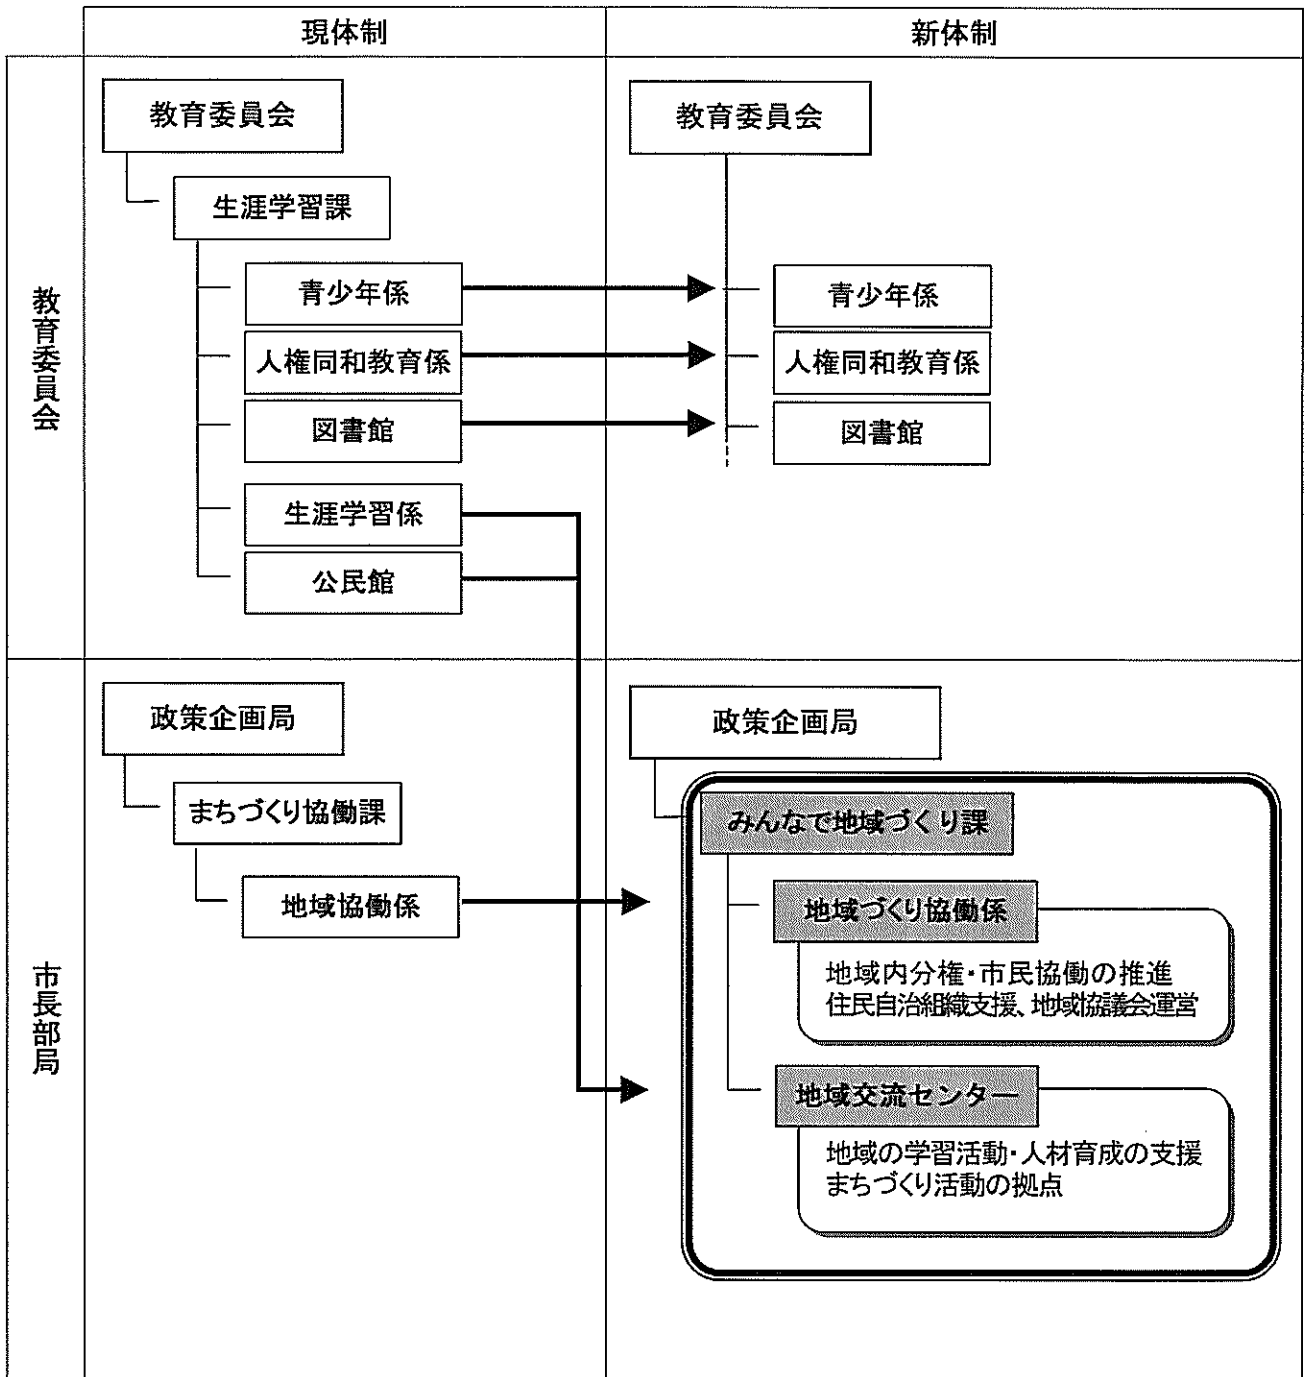 現体制
新体制
教育委員会
教育委員会
生涯学習課
青少年係
人権同和教育係
図書館
生涯学習係
公民館
教育委員会
青少年係
人権同和教育係
図書館
市長部局
政策企画局
まちづくり協働課
地域協働係
政策企画局
みんなで地域づくり課
地域づくり協働係
地域内分権・市民協働の推進
住民自治組織支援、地域協議会運営
地域交流センター
地域の学習活動・人材育成の支援
まちづくり活動の拠点